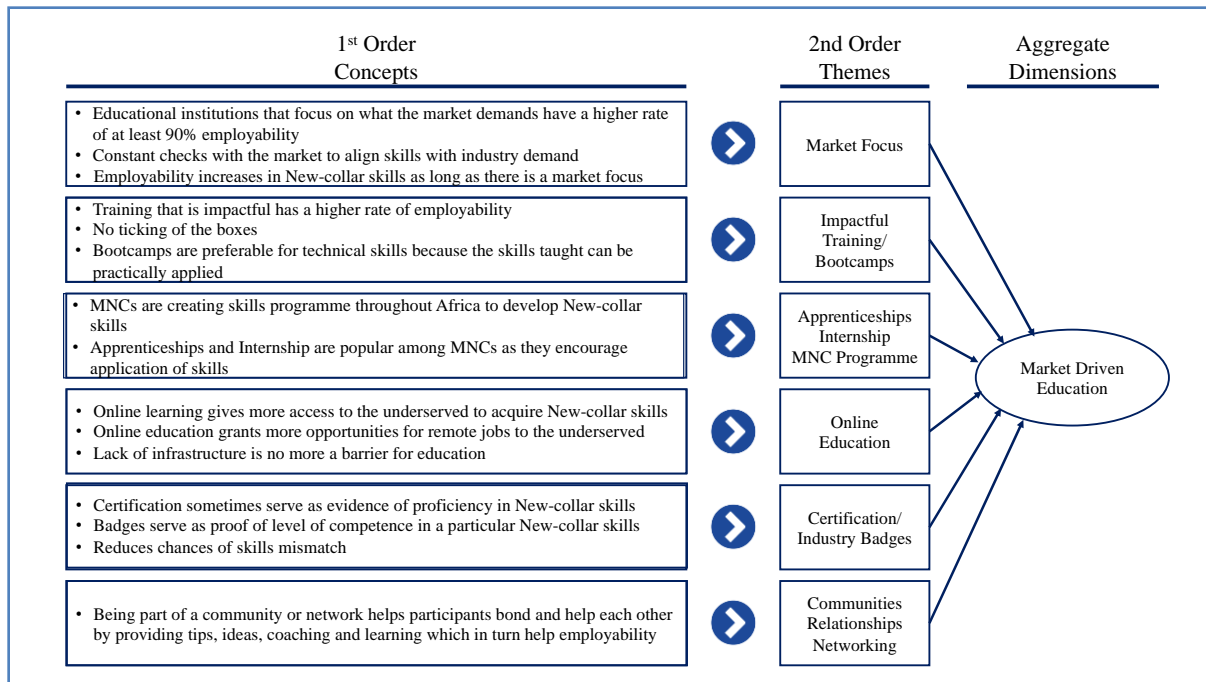 1st Order
Concepts
2nd Order
Themes
Aggregate
Dimensions
• Educational institutions that focus on what the market demands have a higher rate
of at least 90% employability
• Constant checks with the market to align skills with industry demand
• Employability increases in New-collar skills as long as there is a market focus
Market Focus
• Training that is impactful has a higher rate of employability
• No ticking of the boxes
• Bootcamps are preferable for technical skills because the skills taught can be
practically applied
Impactful
Training/
Bootcamps
• MNCs are creating skills programme throughout Africa to develop New-collar
skills
• Apprenticeships and Internship are popular among MNCs as they encourage
application of skills
Apprenticeships
Internship
MNC Programme
Market Driven
Education
• Online learning gives more access to the underserved to acquire New-collar skills
• Online education grants more opportunities for remote jobs to the underserved
• Lack of infrastructure is no more a barrier for education
Online
Education
• Certification sometimes serve as evidence of proficiency in New-collar skills
• Badges serve as proof of level of competence in a particular New-collar skills
• Reduces chances of skills mismatch
Certification/
Industry Badges
• Being part of a community or network helps participants bond and help each other
by providing tips, ideas, coaching and learning which in turn help employability
Communities
Relationships
Networking